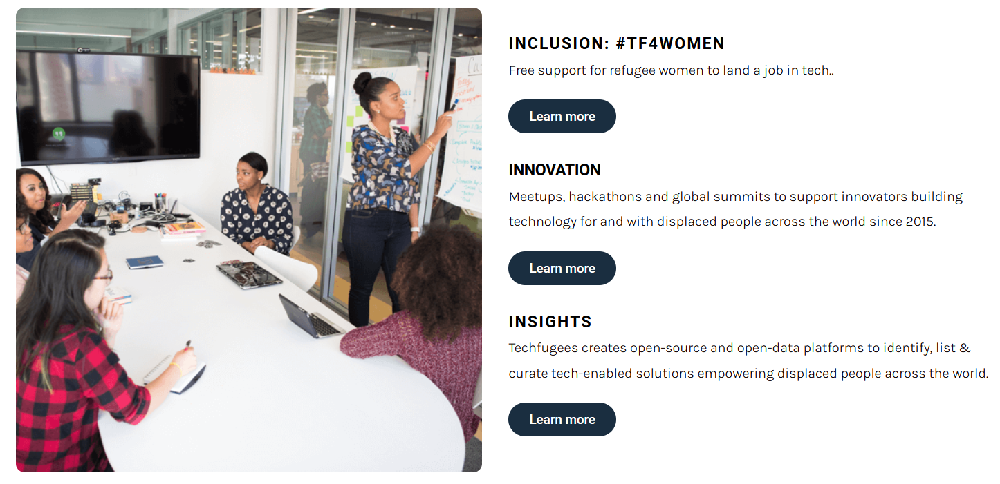 INCLUSION: #TF4WOMEN
Free support for refugee women to land a job in tech..
Learn more
INNOVATION
Meetups, hackathons and global summits to support innovators building
technology for and with displaced people across the world since 2015.
Learn more
INSIGHTS
Techfugees creates open-source and open-data platforms to identify, list &
curate tech-enabled solutions empowering displaced people across the world.
Learn more